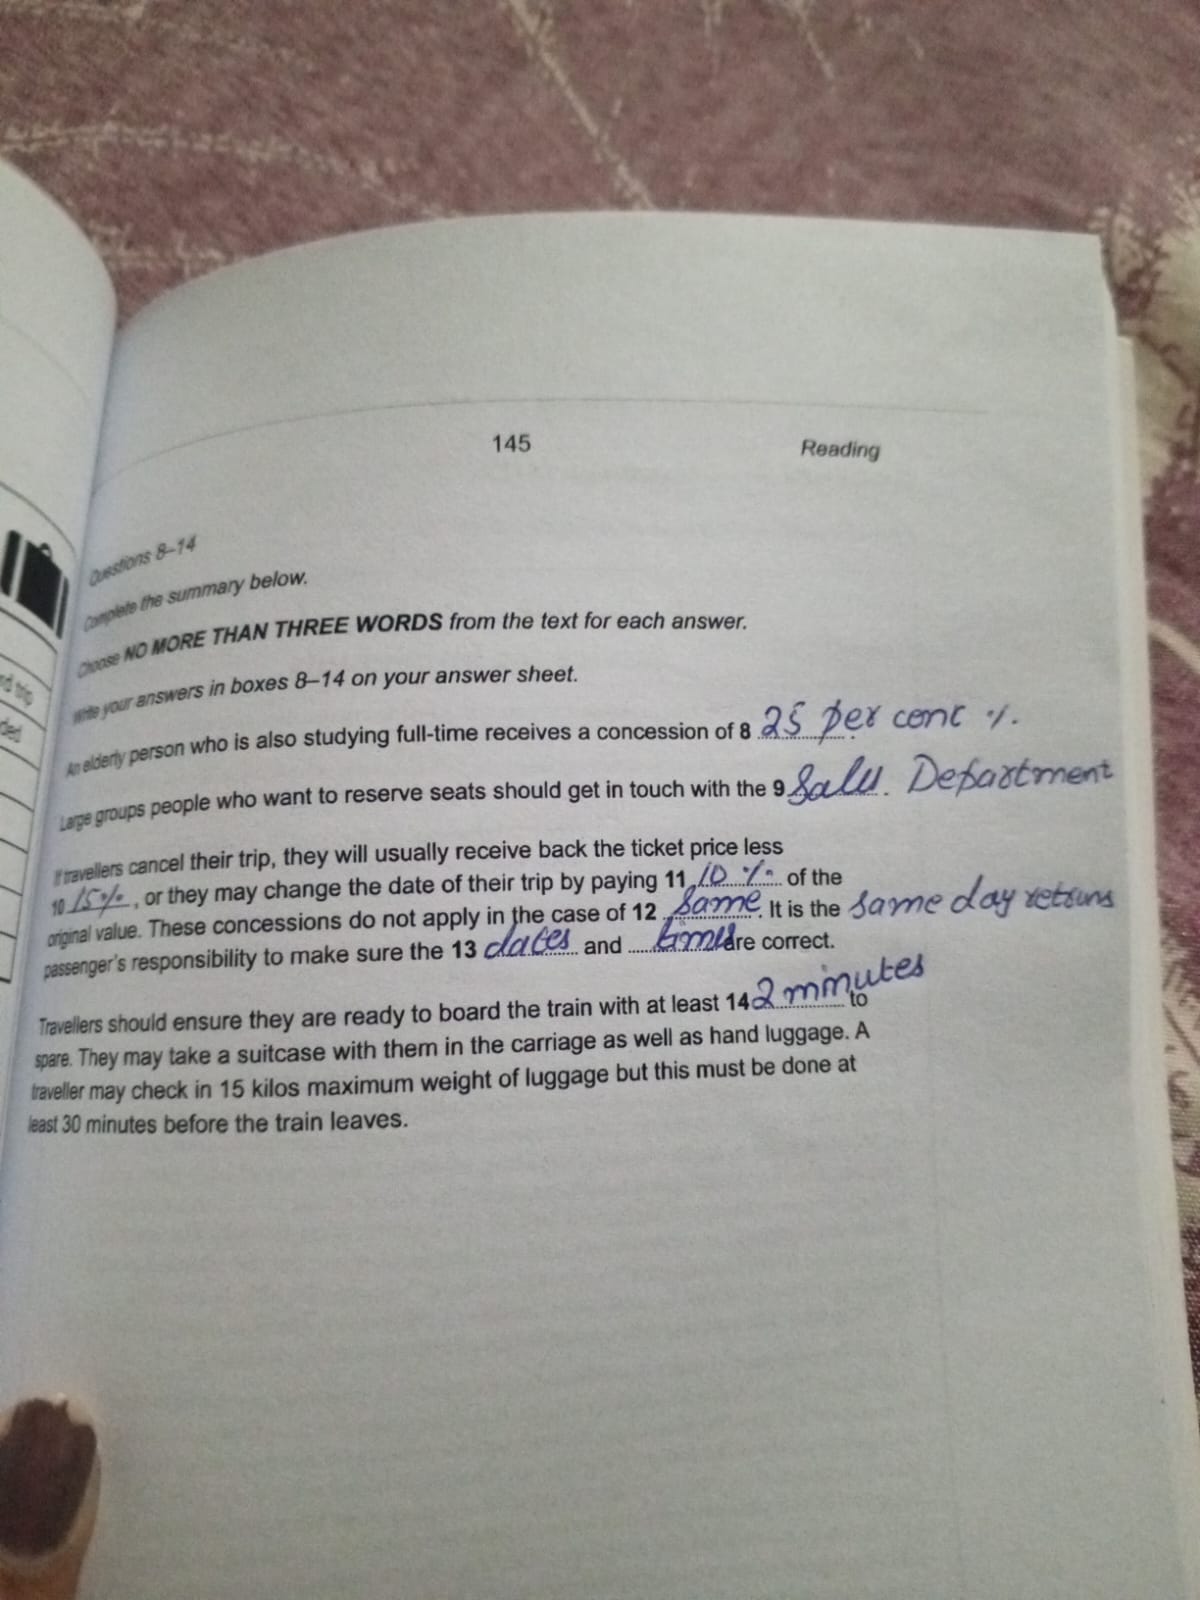 145 Reading
nd trip
ded
Questions 8–14
Complete the summary below.
Choose NO MORE THAN THREE WORDS from the text for each answer.
Write your answers in boxes 8–14 on your answer sheet.
An elderly person who is also studying full-time receives a concession of 8 25 per cent %.
Large groups people who want to reserve seats should get in touch with the 9 Sales. Department
If travellers cancel their trip, they will usually receive back the ticket price less
10 15%, or they may change the date of their trip by paying 11 10 % of the
original value. These concessions do not apply in the case of 12 same. It is the same day returns
passenger's responsibility to make sure the 13 dates and times are correct.
Travellers should ensure they are ready to board the train with at least 14 2 minutes to
spare. They may take a suitcase with them in the carriage as well as hand luggage. A
traveller may check in 15 kilos maximum weight of luggage but this must be done at
least 30 minutes before the train leaves.